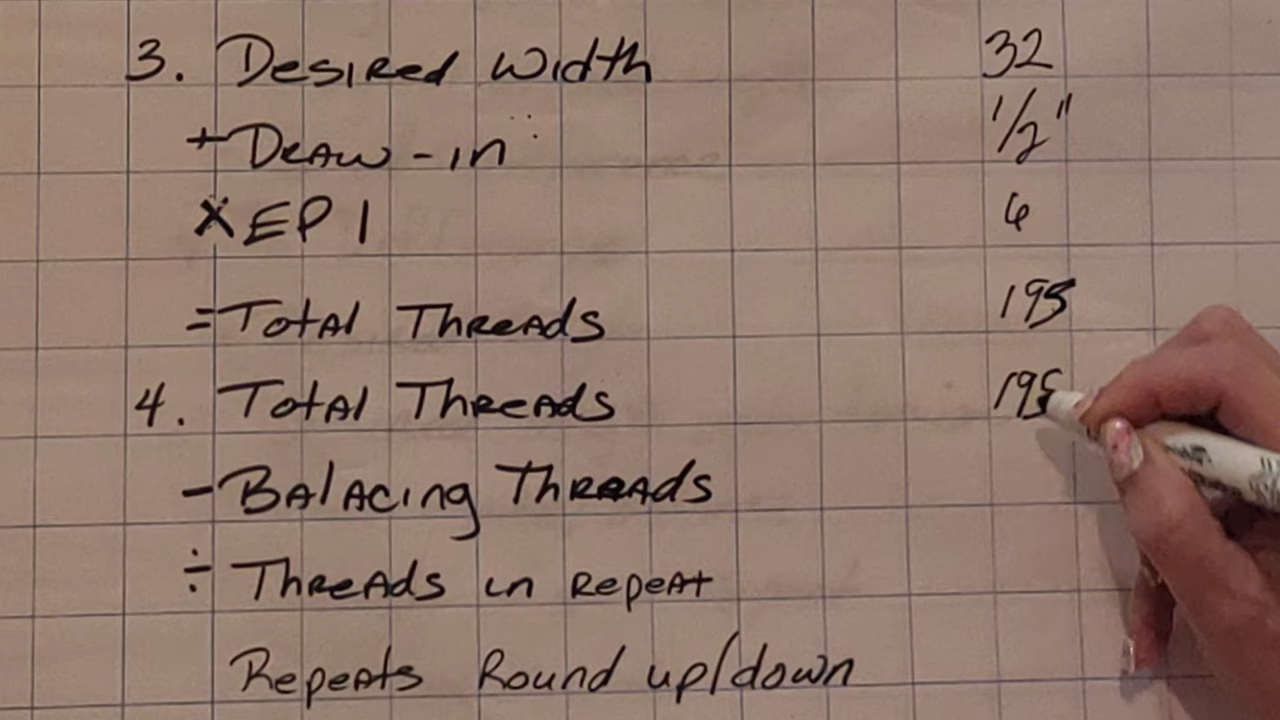 3. Desired Width 32
+ Draw-in 1/2"
X EPI 6
= Total Threads 195
4. Total Threads 195
- Balacing Threads
÷ Threads in Repeat
Repeats Round up/down